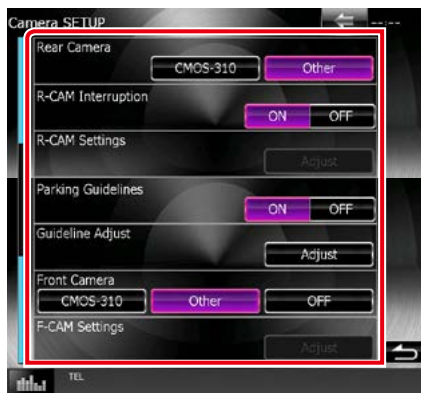 Camera SETUP --:--
Rear Camera
CMOS-310 Other
R-CAM Interruption
ON OFF
R-CAM Settings
Adjust
Parking Guidelines
ON OFF
Guideline Adjust
Adjust
Front Camera
CMOS-310 Other OFF
F-CAM Settings
Adjust
TEL